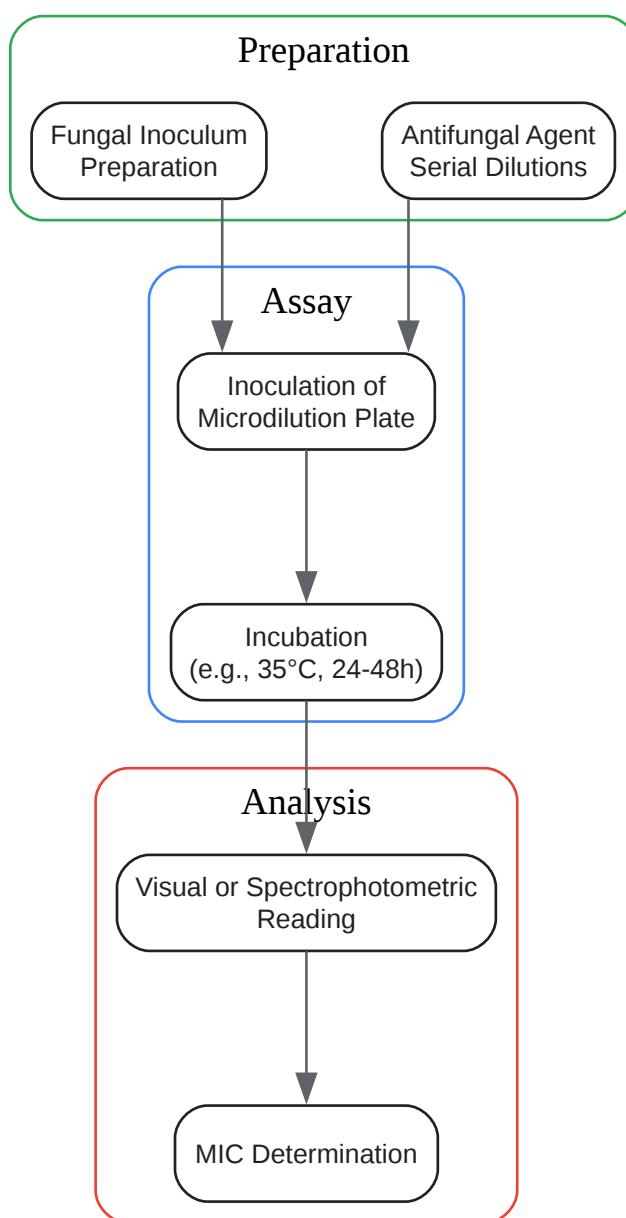 Preparation
Fungal Inoculum
Preparation
Antifungal Agent
Serial Dilutions
Assay
Inoculation of
Microdilution Plate
Incubation
(e.g., 35°C, 24-48h)
Analysis
Visual or Spectrophotometric
Reading
MIC Determination